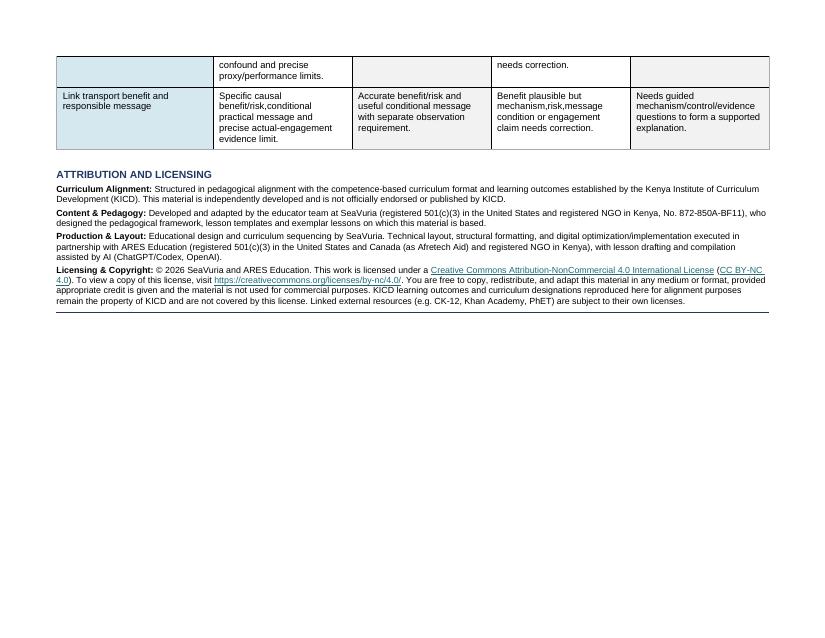 confound and precise
proxy/performance limits.
needs correction.
Link transport benefit and
responsible message
Specific causal
benefit/risk,conditional
practical message and
precise actual-engagement
evidence limit.
Accurate benefit/risk and
useful conditional message
with separate observation
requirement.
Benefit plausible but
mechanism,risk,message
condition or engagement
claim needs correction.
Needs guided
mechanism/control/evidence
questions to form a supported
explanation.
ATTRIBUTION AND LICENSING
Curriculum Alignment: Structured in pedagogical alignment with the competence-based curriculum format and learning outcomes established by the Kenya Institute of Curriculum
Development (KICD). This material is independently developed and is not officially endorsed or published by KICD.
Content & Pedagogy: Developed and adapted by the educator team at SeaVuria (registered 501(c)(3) in the United States and registered NGO in Kenya, No. 872-850A-BF11), who
designed the pedagogical framework, lesson templates and exemplar lessons on which this material is based.
Production & Layout: Educational design and curriculum sequencing by SeaVuria. Technical layout, structural formatting, and digital optimization/implementation executed in
partnership with ARES Education (registered 501(c)(3) in the United States and Canada (as Afretech Aid) and registered NGO in Kenya), with lesson drafting and compilation
assisted by AI (ChatGPT/Codex, OpenAI).
Licensing & Copyright: © 2026 SeaVuria and ARES Education. This work is licensed under a Creative Commons Attribution-NonCommercial 4.0 International License (CC BY-NC
4.0). To view a copy of this license, visit https://creativecommons.org/licenses/by-nc/4.0/. You are free to copy, redistribute, and adapt this material in any medium or format, provided
appropriate credit is given and the material is not used for commercial purposes. KICD learning outcomes and curriculum designations reproduced here for alignment purposes
remain the property of KICD and are not covered by this license. Linked external resources (e.g. CK-12, Khan Academy, PhET) are subject to their own licenses.